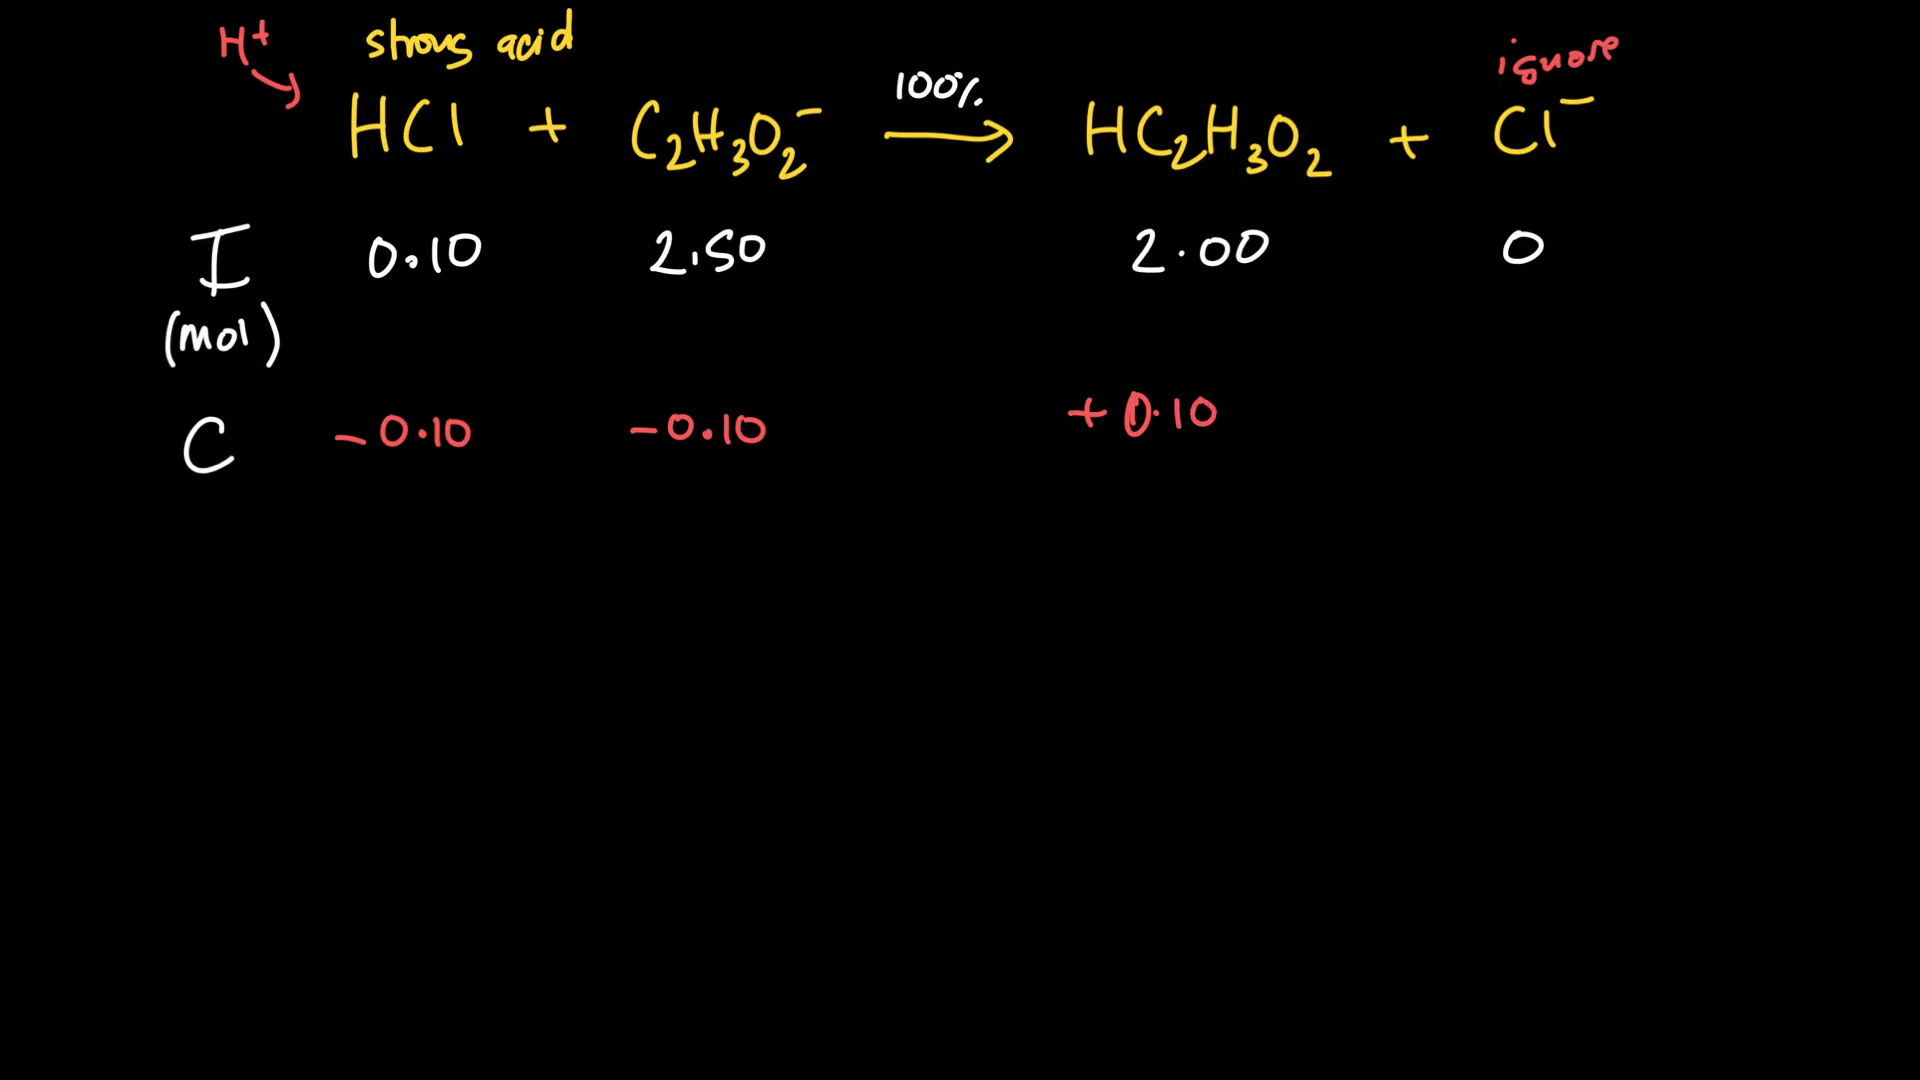 H⁺ strong acid ignore
HCl + C₂H₃O₂⁻ 100% → HC₂H₃O₂ + Cl⁻
I 0.10 2.50 2.00 0
(mol)
C -0.10 -0.10 +0.10